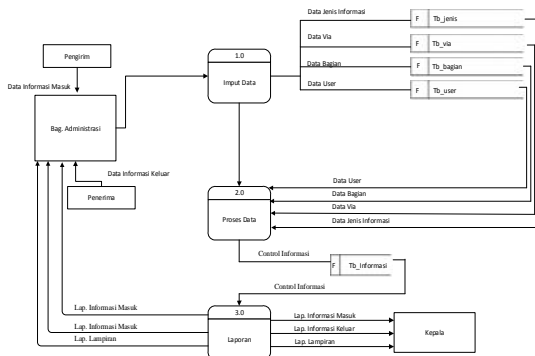 Data Jenis Informasi
1.0
F Tb_jenis
Pengirim
Data Via
F Tb_via
Imput Data
Data Bagian
F Tb_bagian
Data Informasi Masuk
Data User
F Tb_user
Bag. Administrasi
Data Informasi Keluar
Penerima
Data User
2.0
Data Bagian
Data Via
Proses Data
Data Jenis Informasi
Control Informasi
F Tb_Informasi
Control Informasi
Lap. Informasi Masuk
3.0
Lap. Informasi Masuk
Lap. Informasi Masuk
Lap. Informasi Keluar
Kepala
Lap. Lampiran
Laporan
Lap. Lampiran